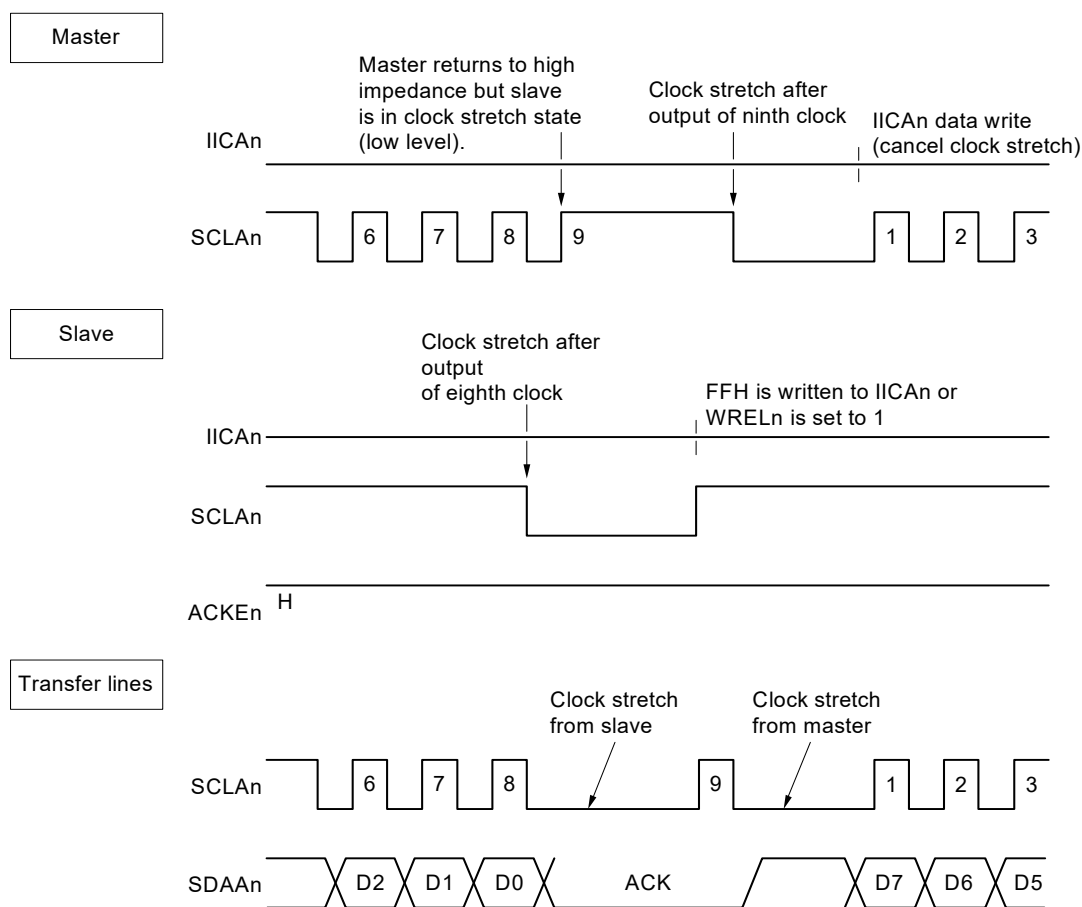 Master
Master returns to high
impedance but slave
is in clock stretch state
(low level).
Clock stretch after
output of ninth clock
IICAn data write
(cancel clock stretch)
IICAn
SCLAn
6 7 8 9 1 2 3
Slave
Clock stretch after
output
of eighth clock
FFH is written to IICAn or
WRELn is set to 1
IICAn
SCLAn
H
ACKEn
Transfer lines
Clock stretch
from slave
Clock stretch
from master
SCLAn
6 7 8 9 1 2 3
SDAAn D2 D1 D0 ACK D7 D6 D5